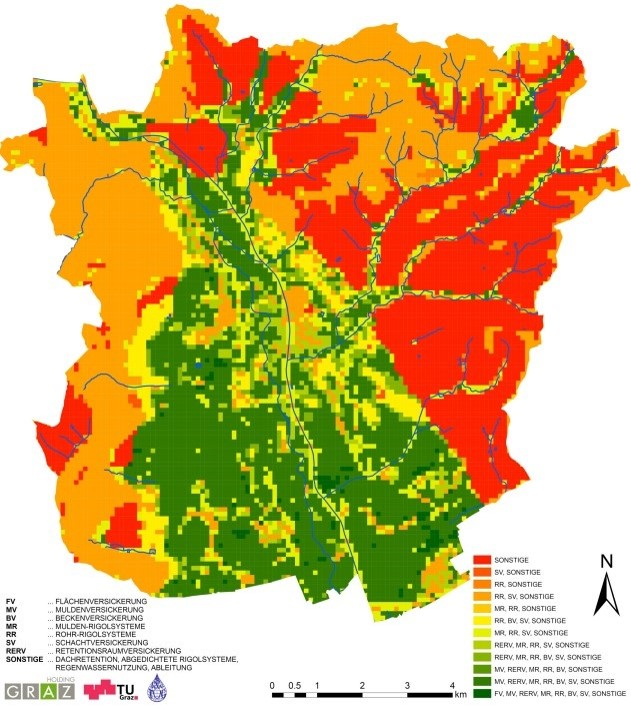 N
SONSTIGE
SV, SONSTIGE
RR, SONSTIGE
RR, SV, SONSTIGE
MR, RR, SONSTIGE
RR, BV, SV, SONSTIGE
MR, RR, SV, SONSTIGE
RERV, MR, RR, SV, SONSTIGE
RERV, MR, RR, BV, SV, SONSTIGE
MV, RERV, MR, RR, BV, SONSTIGE
MV, RERV, MR, RR, BV, SV, SONSTIGE
FV, MV, RERV, MR, RR, BV, SV, SONSTIGE
FV ... FLÄCHENVERSICKERUNG
MV ... MULDENVERSICKERUNG
BV ... BECKENVERSICKERUNG
MR ... MULDEN-RIGOLSYSTEME
RR ... ROHR-RIGOLSYSTEME
SV ... SCHACHTVERSICKERUNG
RERV ... RETENTIONSRAUMVERSICKERUNG
SONSTIGE ... DACHRETENTION, ABGEDICHTETE RIGOLSYSTEME,
REGENWASSERNUTZUNG, ABLEITUNG
HOLDING
GRAZ
TU
Graz
0 0.5 1 2 3 4
km